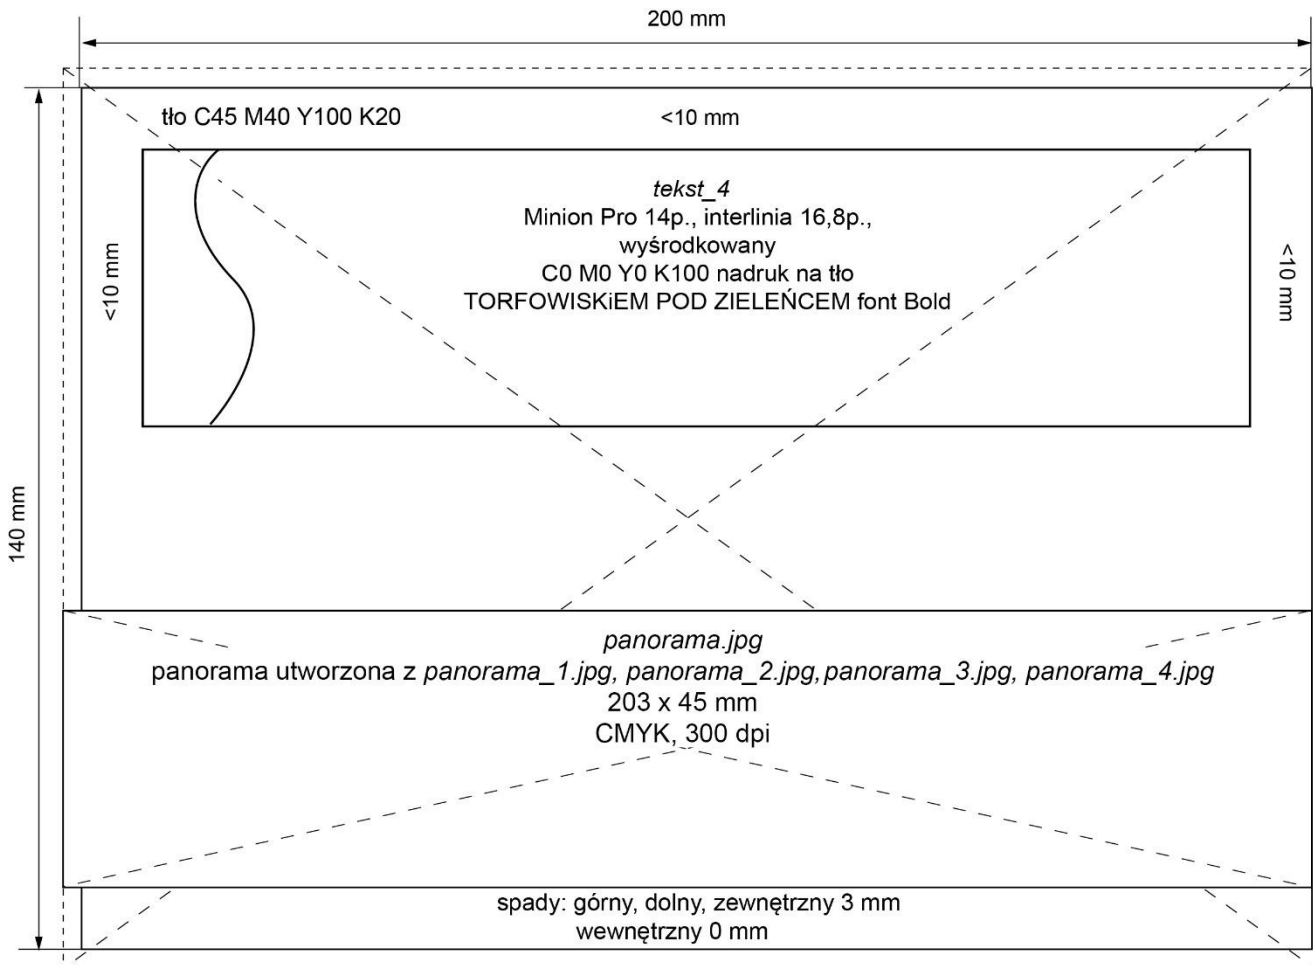 200 mm
tło C45 M40 Y100 K20
<10 mm
tekst_4
Minion Pro 14p., interlinia 16,8p.,
wyśrodkowany
C0 M0 Y0 K100 nadruk na tło
TORFOWISKiEM POD ZIELEŃCEM font Bold
<10 mm
<10 mm
140 mm
panorama.jpg
panorama utworzona z panorama_1.jpg, panorama_2.jpg, panorama_3.jpg, panorama_4.jpg
203 x 45 mm
CMYK, 300 dpi
spady: górny, dolny, zewnętrzny 3 mm
wewnętrzny 0 mm